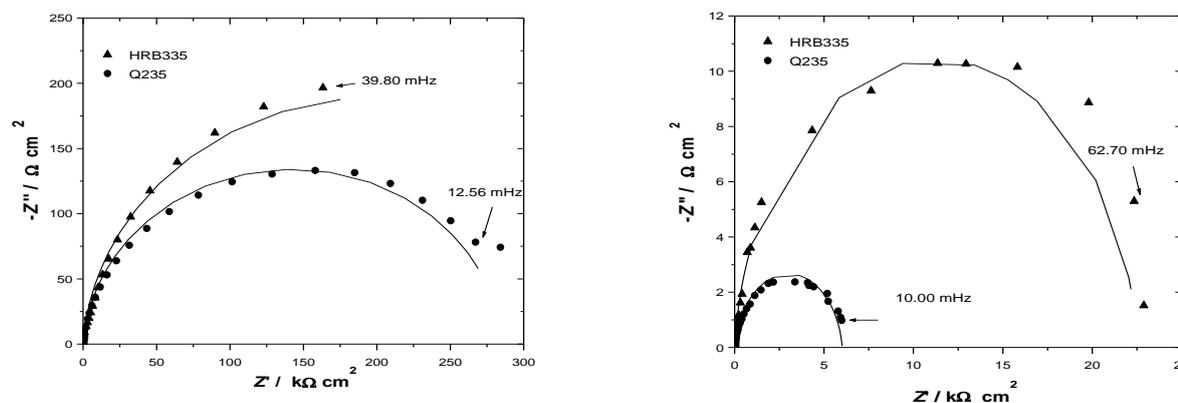 250
200
150
100
50
0
-Z'' / Ω cm 2
HRB335
Q235
39.80 mHz
12.56 mHz
0 50 100 150 200 250 300
Z' / kΩ cm 2
12
10
8
6
4
2
0
-Z'' / Ω cm 2
HRB335
Q235
62.70 mHz
10.00 mHz
0 5 10 15 20 25
Z' / kΩ cm 2